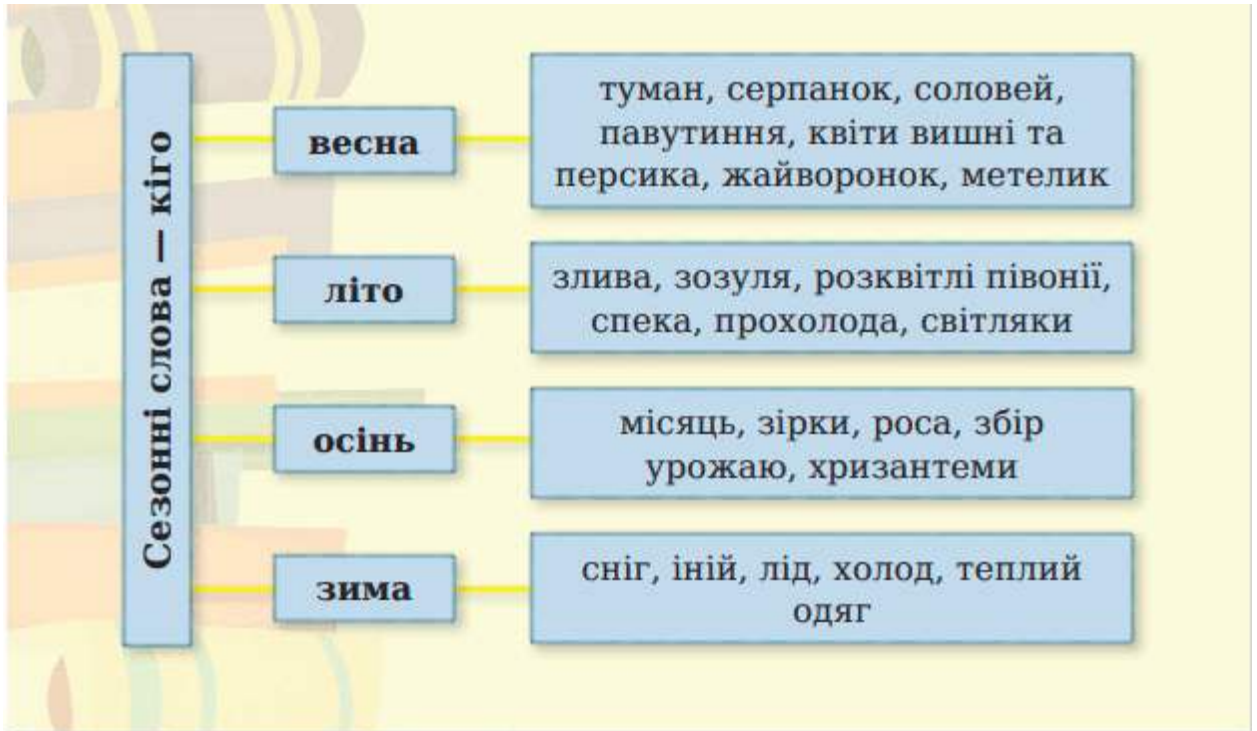 Сезонні слова — кіго
весна
туман, серпанок, соловей,
павутиння, квіти вишні та
персика, жайворонок, метелик
літо
злива, зозуля, розквітлі півонії,
спека, прохолода, світляки
осінь
місяць, зірки, роса, збір
урожаю, хризантеми
зима
сніг, іній, лід, холод, теплий
одяг